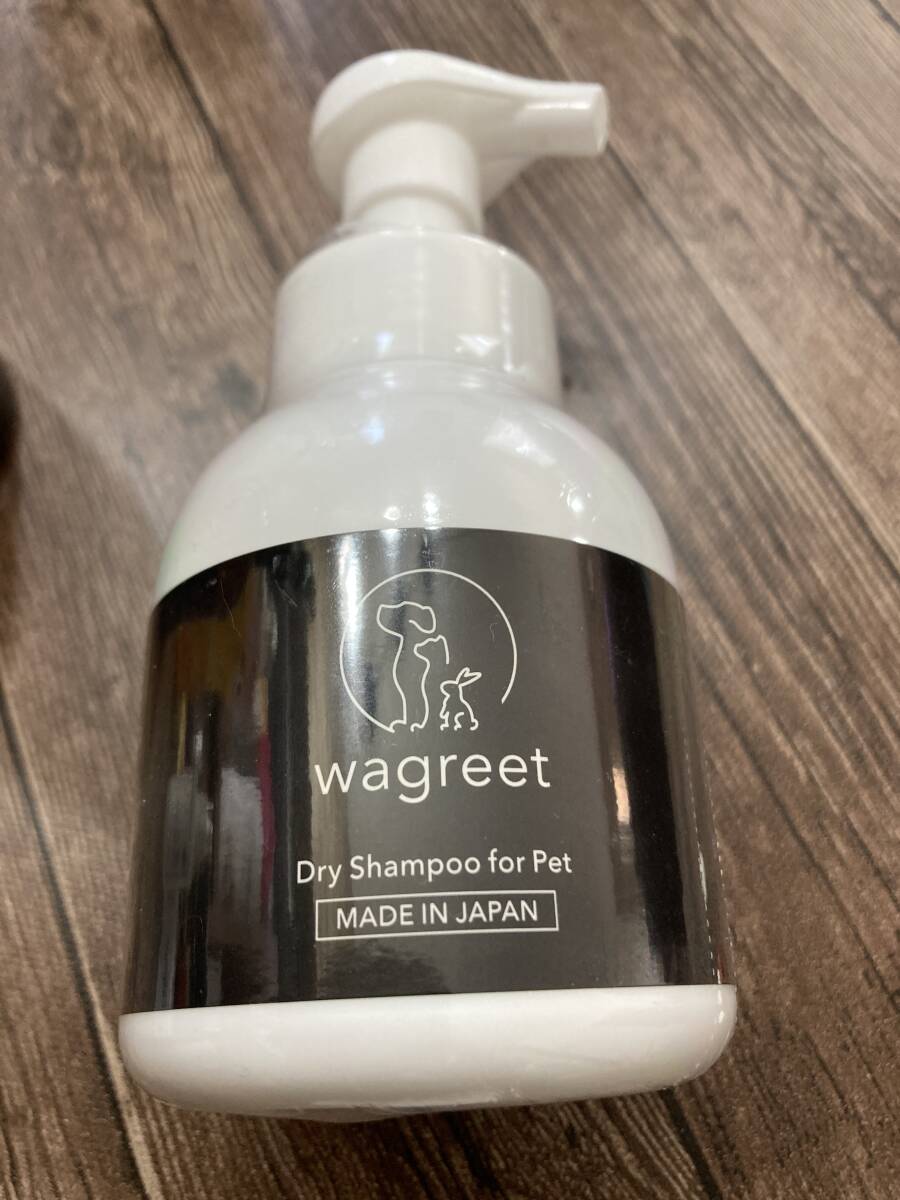 wagreet
Dry Shampoo for Pet
MADE IN JAPAN